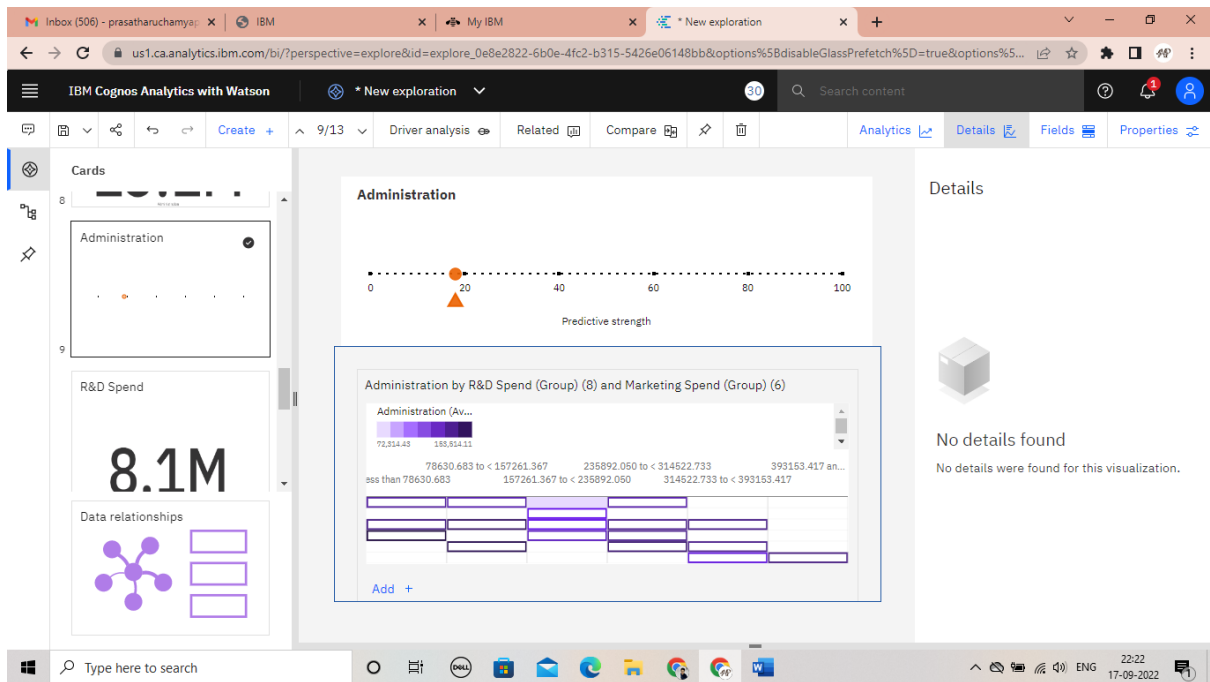 Inbox (506) - prasatharuchamyap
IBM
My IBM
* New exploration
us1.ca.analytics.ibm.com/bi/?perspective=explore&id=explore_0e8e2822-6b0e-4fc2-b315-5426e06148bb&options%5BdisableGlassPrefetch%5D=true&options%5...
IBM Cognos Analytics with Watson
* New exploration
30
Search content
1
Create +
9/13
Driver analysis
Related
Compare
Analytics
Details
Fields
Properties
Cards
8
Administration
9
R&D Spend
8.1M
Data relationships
Administration
0 20 40 60 80 100
Predictive strength
Administration by R&D Spend (Group) (8) and Marketing Spend (Group) (6)
Administration (Av...
72,314.43 153,514.11
78630.683 to < 157261.367 235892.050 to < 314522.733 393153.417 an...
ess than 78630.683 157261.367 to < 235892.050 314522.733 to < 393153.417
Add +
Details
No details found
No details were found for this visualization.
Type here to search
DELL
ENG
22:22
17-09-2022
1